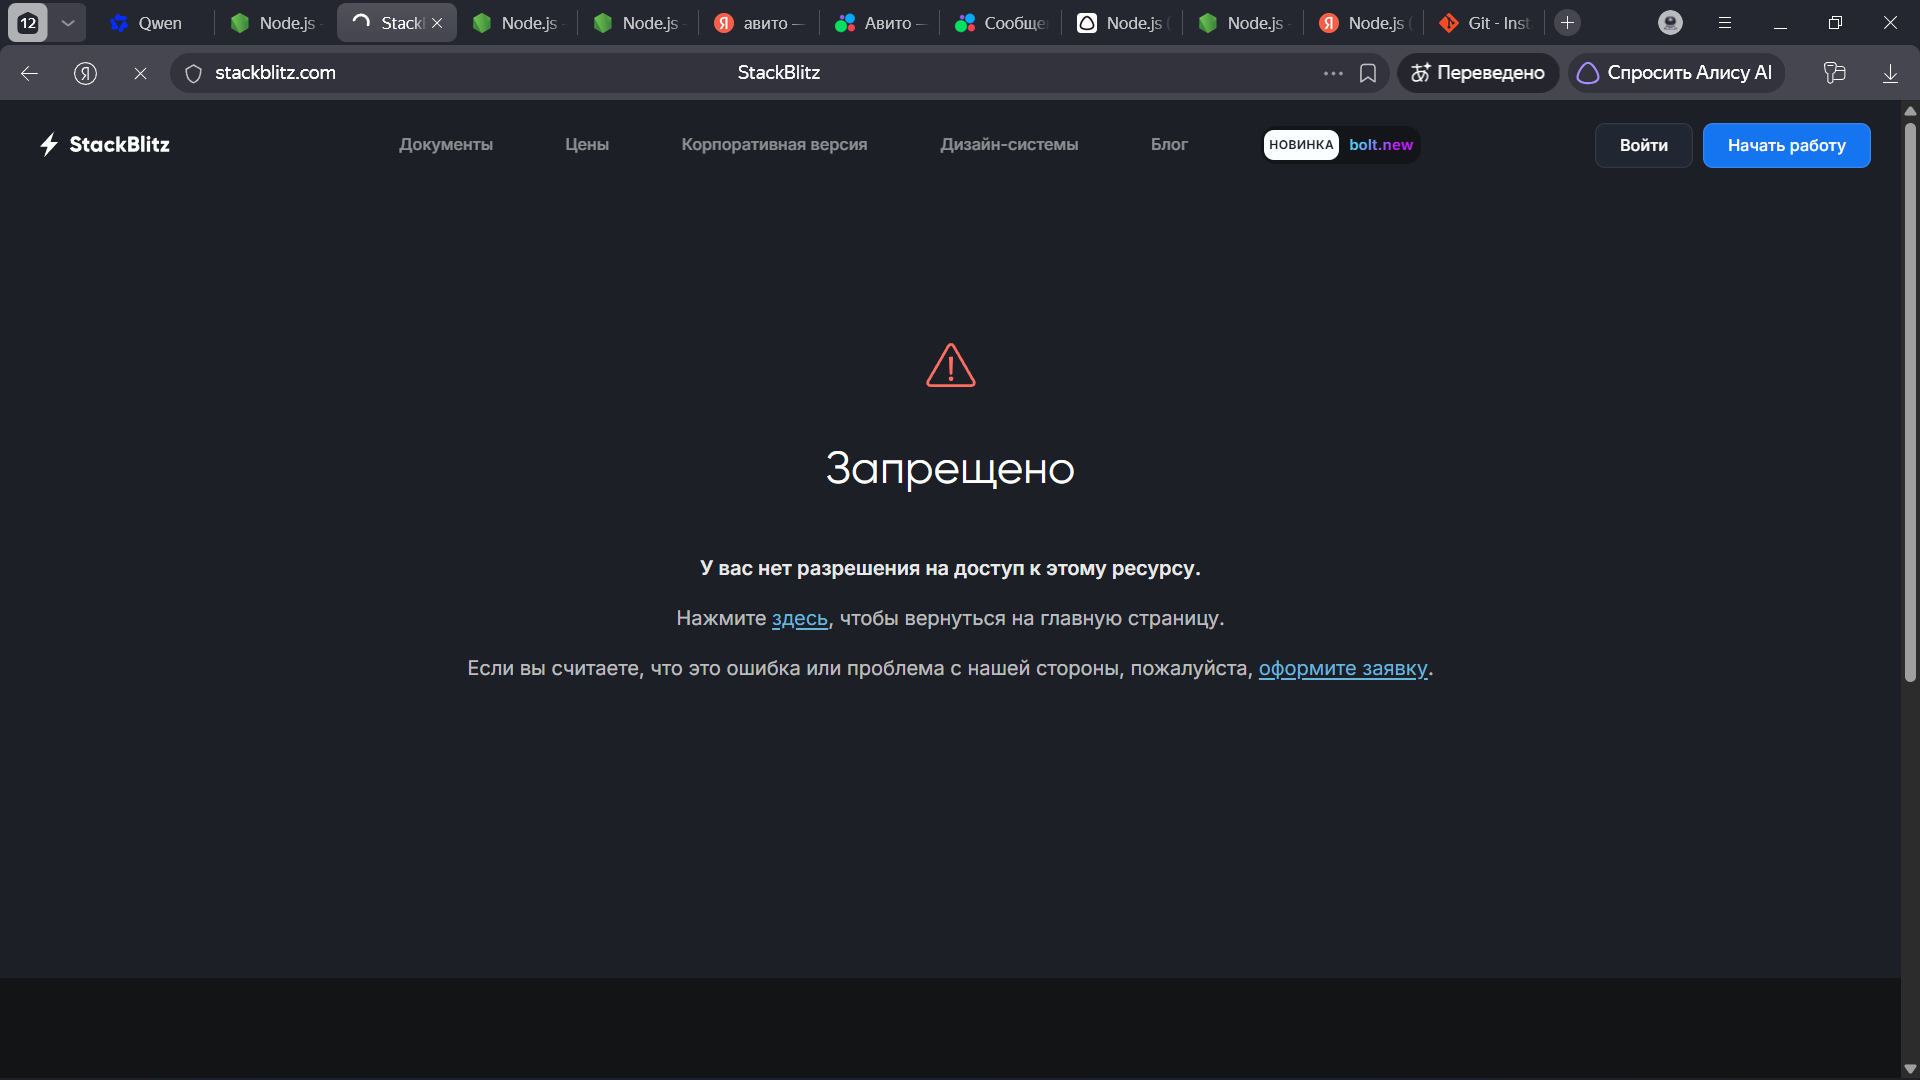 12
Qwen
Node.js
Stack
Node.js
Node.js
авито —
Авито —
Сообще
Node.js (
Node.js
Node.js (
Git - Inst
stackblitz.com
StackBlitz
Переведено
Спросить Алису AI
StackBlitz
Документы
Цены
Корпоративная версия
Дизайн-системы
Блог
НОВИНКА
bolt.new
Войти
Начать работу
Запрещено
У вас нет разрешения на доступ к этому ресурсу.
Нажмите здесь, чтобы вернуться на главную страницу.
Если вы считаете, что это ошибка или проблема с нашей стороны, пожалуйста, оформите заявку.